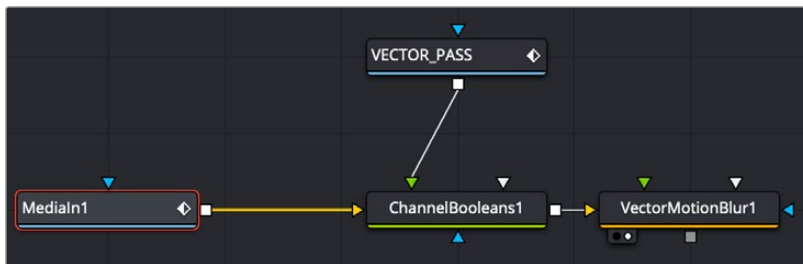 VECTOR_PASS
MediaIn1
ChannelBooleans1
VectorMotionBlur1